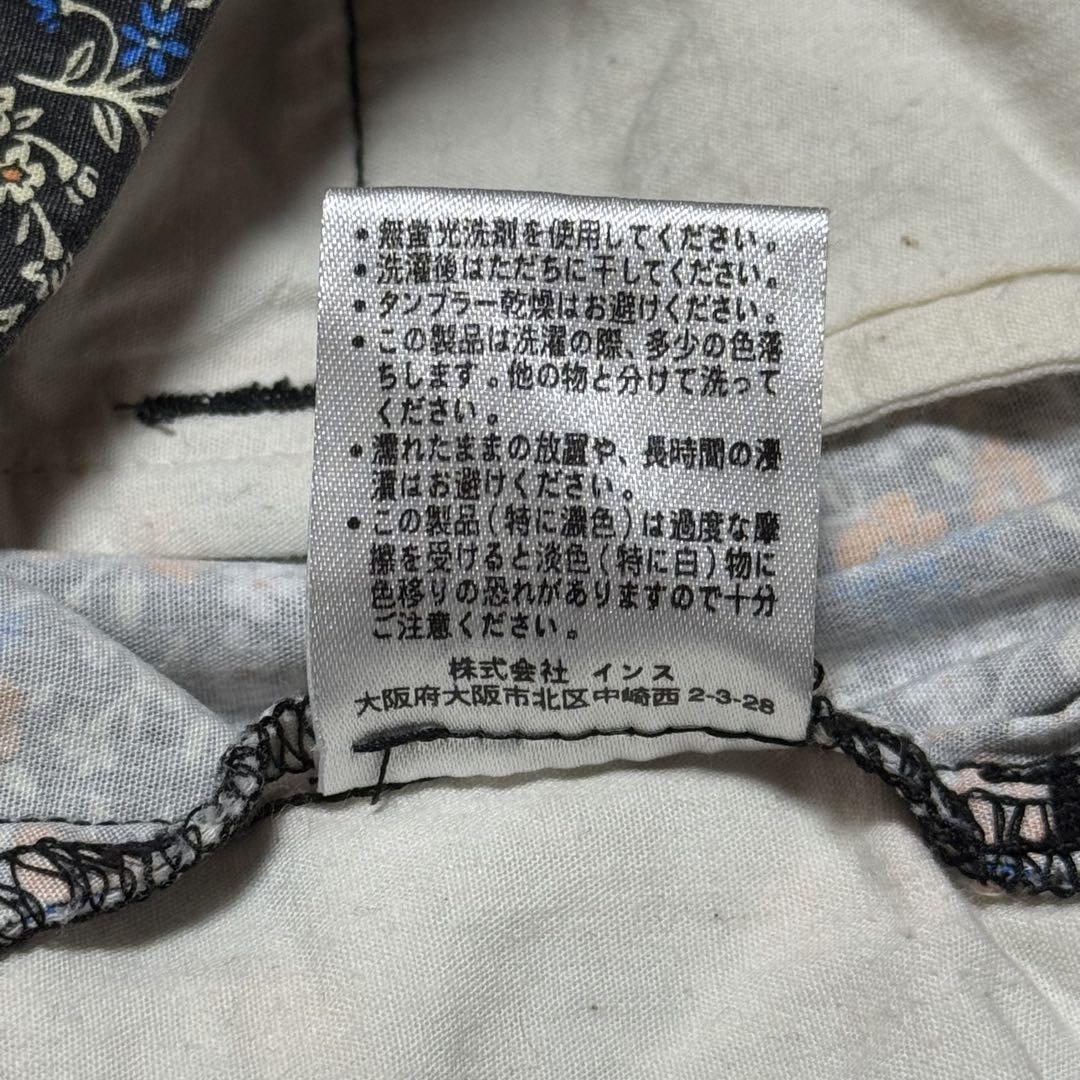 ・無蛍光洗剤を使用してください。
・洗濯後はただちに干してください。
・タンブラー乾燥はお避けください。
・この製品は洗濯の際、多少の色落
ちします。他の物と分けて洗って
ください。
・濡れたままの放置や、長時間の浸
漬はお避けください。
・この製品(特に濃色)は過度な摩
擦を受けると淡色(特に白)物に
色移りの恐れがありますので十分
ご注意ください。
株式会社 インス
大阪府大阪市北区中崎西 2-3-28